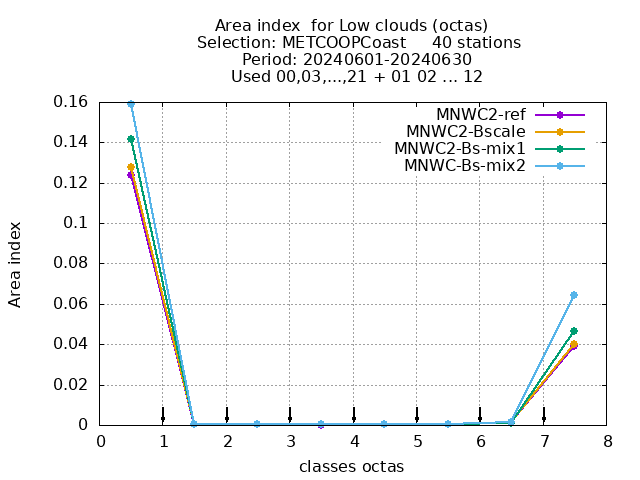 Area index  for Low clouds (octas)
Selection: METCOOPCoast     40 stations
Period: 20240601-20240630
Used 00,03,...,21 + 01 02 ... 12
MNWC2-ref
MNWC2-Bscale
MNWC2-Bs-mix1
MNWC-Bs-mix2
0.16
0.14
0.12
0.1
0.08
0.06
0.04
0.02
0
Area index
0 1 2 3 4 5 6 7 8
classes octas